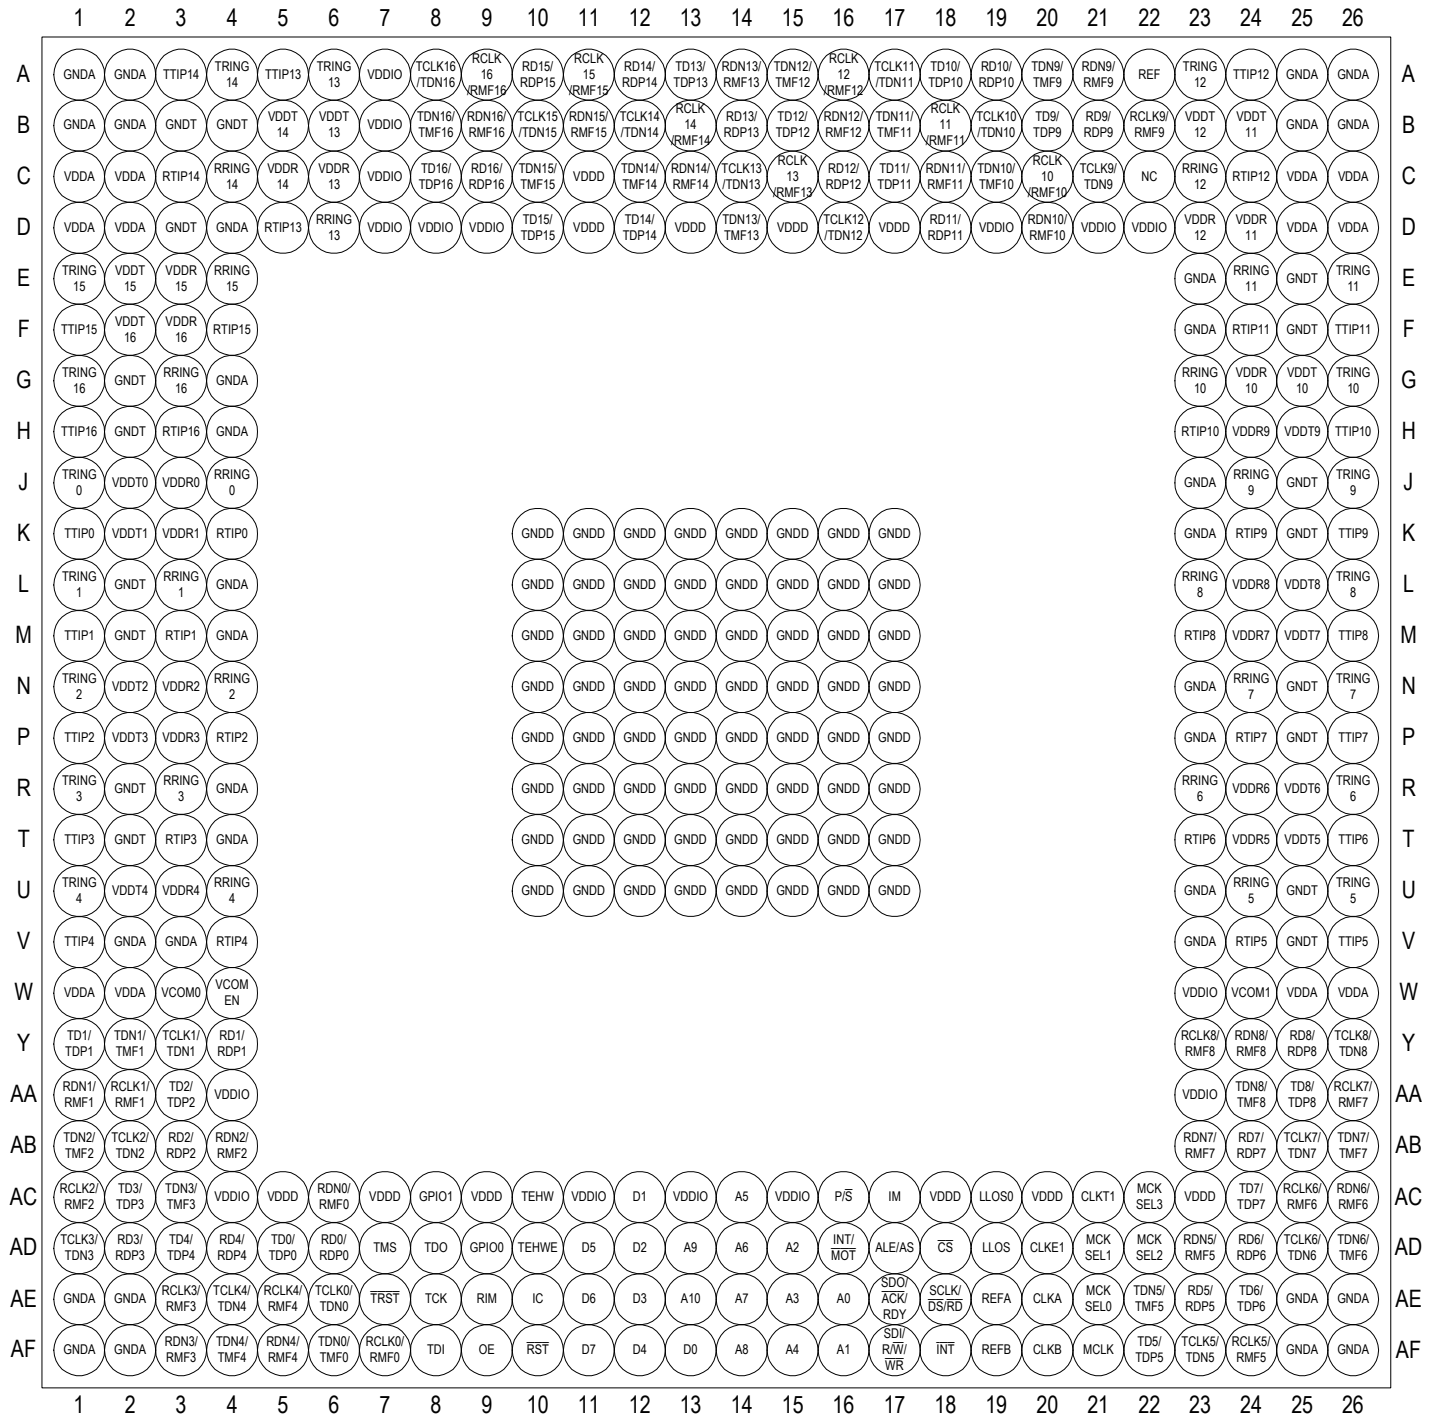 1 2 3 4 5 6 7 8 9 10 11 12 13 14 15 16 17 18 19 20 21 22 23 24 25 26
A GNDA GNDA TTIP14 TRING 14 TTIP13 TRING 13 VDDIO TCLK16 /TDN16 RCLK 16 /RMF16 RD15/ RDP15 RCLK 15 /RMF15 RD14/ RDP14 TD13/ TDP13 RDN13/ RMF13 TDN12/ TMF12 RCLK 12 /RMF12 TCLK11 /TDN11 TD10/ TDP10 RD10/ RDP10 TDN9/ TMF9 RDN9/ RMF9 REF TRING 12 TTIP12 GNDA GNDA A
B GNDA GNDA GNDT GNDT VDDT 14 VDDT 13 VDDIO TDN16/ TMF16 RDN16/ RMF16 TCLK15 /TDN15 RDN15/ RMF15 TCLK14 /TDN14 RCLK 14 /RMF14 RD13/ RDP13 TD12/ TDP12 RDN12/ RMF12 TDN11/ TMF11 RCLK 11 /RMF11 TCLK10 /TDN10 TD9/ TDP9 RD9/ RDP9 RCLK9/ RMF9 VDDT 12 VDDT 11 GNDA GNDA B
C VDDA VDDA RTIP14 RRING 14 VDDR 14 VDDR 13 VDDIO TD16/ TDP16 RD16/ RDP16 TDN15/ TMF15 VDDD TDN14/ TMF14 RDN14/ RMF14 TCLK13 /TDN13 RCLK 13 /RMF13 RD12/ RDP12 TD11/ TDP11 RDN11/ RMF11 TDN10/ TMF10 RCLK 10 /RMF10 TCLK9/ TDN9 NC RRING 12 RTIP12 VDDA VDDA C
D VDDA VDDA GNDT GNDA RTIP13 RRING 13 VDDIO VDDIO VDDIO TD15/ TDP15 VDDD TD14/ TDP14 VDDD TDN13/ TMF13 VDDD TCLK12 /TDN12 VDDD RD11/ RDP11 VDDIO RDN10/ RMF10 VDDIO VDDIO VDDR 12 VDDR 11 VDDA VDDA D
E TRING 15 VDDT 15 VDDR 15 RRING 15 GNDA RRING 11 GNDT TRING 11 E
F TTIP15 VDDT 16 VDDR 16 RTIP15 GNDA RTIP11 GNDT TTIP11 F
G TRING 16 GNDT RRING 16 GNDA RRING 10 VDDR 10 VDDT 10 TRING 10 G
H TTIP16 GNDT RTIP16 GNDA RTIP10 VDDR9 VDDT9 TTIP10 H
J TRING 0 VDDT0 VDDR0 RRING 0 GNDA RRING 9 GNDT TRING 9 J
K TTIP0 VDDT1 VDDR1 RTIP0 GNDD GNDD GNDD GNDD GNDD GNDD GNDD GNDD GNDA RTIP9 GNDT TTIP9 K
L TRING 1 GNDT RRING 1 GNDA GNDD GNDD GNDD GNDD GNDD GNDD GNDD GNDD RRING 8 VDDR8 VDDT8 TRING 8 L
M TTIP1 GNDT RTIP1 GNDA GNDD GNDD GNDD GNDD GNDD GNDD GNDD GNDD RTIP8 VDDR7 VDDT7 TTIP8 M
N TRING 2 VDDT2 VDDR2 RRING 2 GNDD GNDD GNDD GNDD GNDD GNDD GNDD GNDD GNDA RRING 7 GNDT TRING 7 N
P TTIP2 VDDT3 VDDR3 RTIP2 GNDD GNDD GNDD GNDD GNDD GNDD GNDD GNDD GNDA RTIP7 GNDT TTIP7 P
R TRING 3 GNDT RRING 3 GNDA GNDD GNDD GNDD GNDD GNDD GNDD GNDD GNDD RRING 6 VDDR6 VDDT6 TRING 6 R
T TTIP3 GNDT RTIP3 GNDA GNDD GNDD GNDD GNDD GNDD GNDD GNDD GNDD RTIP6 VDDR5 VDDT5 TTIP6 T
U TRING 4 VDDT4 VDDR4 RRING 4 GNDD GNDD GNDD GNDD GNDD GNDD GNDD GNDD GNDA RRING 5 GNDT TRING 5 U
V TTIP4 GNDA GNDA RTIP4 GNDA RTIP5 GNDT TTIP5 V
W VDDA VDDA VCOM0 VCOM EN VDDIO VCOM1 VDDA VDDA W
Y TD1/ TDP1 TDN1/ TMF1 TCLK1/ TDN1 RD1/ RDP1 RCLK8/ RMF8 RDN8/ RMF8 RD8/ RDP8 TCLK8/ TDN8 Y
AA RDN1/ RMF1 RCLK1/ RMF1 TD2/ TDP2 VDDIO VDDIO TDN8/ TMF8 TD8/ TDP8 RCLK7/ RMF7 AA
AB TDN2/ TMF2 TCLK2/ TDN2 RD2/ RDP2 RDN2/ RMF2 RDN7/ RMF7 RD7/ RDP7 TCLK7/ TDN7 TDN7/ TMF7 AB
AC RCLK2/ RMF2 TD3/ TDP3 TDN3/ TMF3 VDDIO VDDD RDN0/ RMF0 VDDD GPIO1 VDDD TEHW VDDIO D1 VDDIO A5 VDDIO P/S̅ IM VDDD LLOS0 VDDD CLKT1 MCK SEL3 VDDD TD7/ TDP7 RCLK6/ RMF6 RDN6/ RMF6 AC
AD TCLK3/ TDN3 RD3/ RDP3 TD4/ TDP4 RD4/ RDP4 TD0/ TDP0 RD0/ RDP0 TMS TDO GPIO0 TEHWE D5 D2 A9 A6 A2 INT/ M̅O̅T̅ ALE/AS C̅S̅ LLOS CLKE1 MCK SEL1 MCK SEL2 RDN5/ RMF5 RD6/ RDP6 TCLK6/ TDN6 TDN6/ TMF6 AD
AE GNDA GNDA RCLK3/ RMF3 TCLK4/ TDN4 RCLK4/ RMF4 TCLK0/ TDN0 T̅R̅S̅T̅ TCK RIM IC D6 D3 A10 A7 A3 A0 SDO/ A̅C̅K̅/ RDY SCLK/ D̅S̅/R̅D̅ REFA CLKA MCK SEL0 TDN5/ TMF5 RD5/ RDP5 TD6/ TDP6 GNDA GNDA AE
AF GNDA GNDA RDN3/ RMF3 TDN4/ TMF4 RDN4/ RMF4 TDN0/ TMF0 RCLK0/ RMF0 TDI OE R̅S̅T̅ D7 D4 D0 A8 A4 A1 SDI/ R/W̅/ W̅R̅ I̅N̅T̅ REFB CLKB MCLK TD5/ TDP5 TCLK5/ TDN5 RCLK5/ RMF5 GNDA GNDA AF
1 2 3 4 5 6 7 8 9 10 11 12 13 14 15 16 17 18 19 20 21 22 23 24 25 26